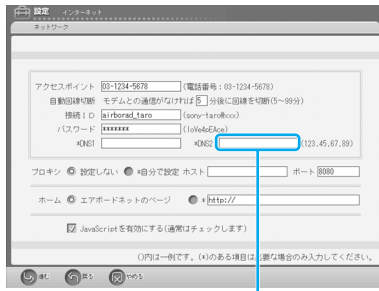 設定 インターネット
ネットワーク
アクセスポイント 03-1234-5678 (電話番号：03-1234-5678)
自動回線切断 モデムとの通信がなければ 5 分後に回線を切断(5~99分)
接続ID airborad_taro (sony-taro@xxx)
パスワード ******* (IoVe4pEAce)
*DNS1 *DNS2 (123.45.67.89)
プロキシ 設定しない *自分で設定 ホスト ポート 8080
ホーム エアボードネットのページ * http://
JavaScriptを有効にする(通常はチェックします)
()内は一例です。(*)のある項目は必要な場合のみ入力してください。
進む 戻る やめる